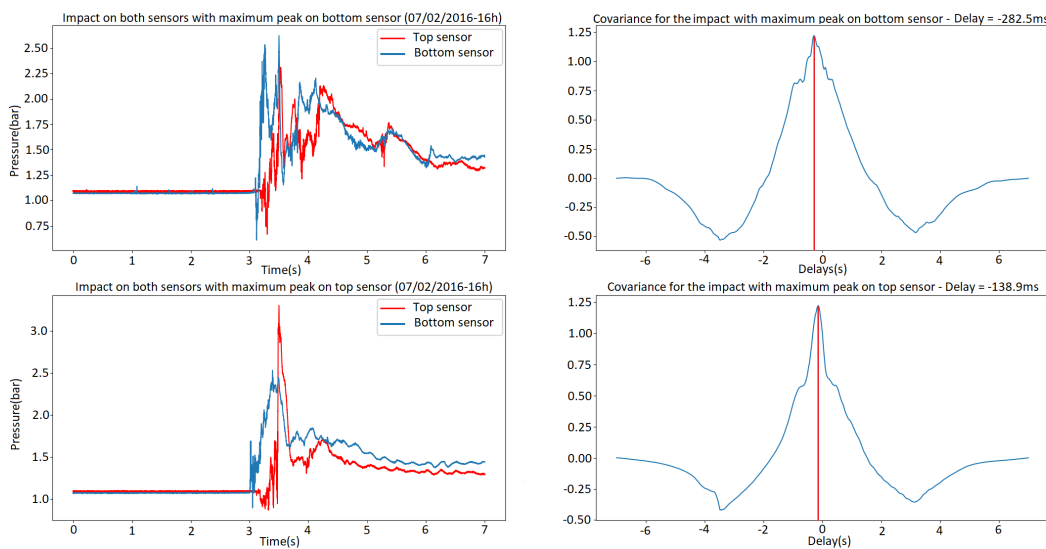 Impact on both sensors with maximum peak on bottom sensor (07/02/2016-16h)
Top sensor
Bottom sensor
Pressure(bar)
2.50
2.25
2.00
1.75
1.50
1.25
1.00
0.75
0 1 2 3 4 5 6 7
Time(s)
Covariance for the impact with maximum peak on bottom sensor - Delay = -282.5ms
1.25
1.00
0.75
0.50
0.25
0.00
-0.25
-0.50
-6 -4 -2 0 2 4 6
Delays(s)
Impact on both sensors with maximum peak on top sensor (07/02/2016-16h)
Top sensor
Bottom sensor
Pressure(bar)
3.0
2.5
2.0
1.5
1.0
0 1 2 3 4 5 6 7
Time(s)
Covariance for the impact with maximum peak on top sensor - Delay = -138.9ms
1.25
1.00
0.75
0.50
0.25
0.00
-0.25
-0.50
-6 -4 -2 0 2 4 6
Delay(s)